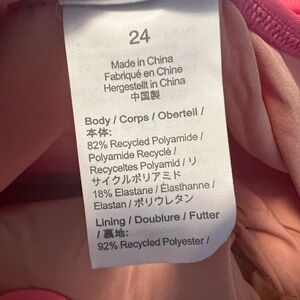 24
Made in China
Fabriqué en Chine
Hergestellt in China
中国製
Body / Corps / Oberteil /
本体:
82% Recycled Polyamide /
Polyamide Recyclé /
Recyceltes Polyamid / リ
サイクルポリアミド
18% Elastane / Élasthanne /
Elastan / ポリウレタン
Lining / Doublure / Futter
/ 裏地:
92% Recycled Polyester /